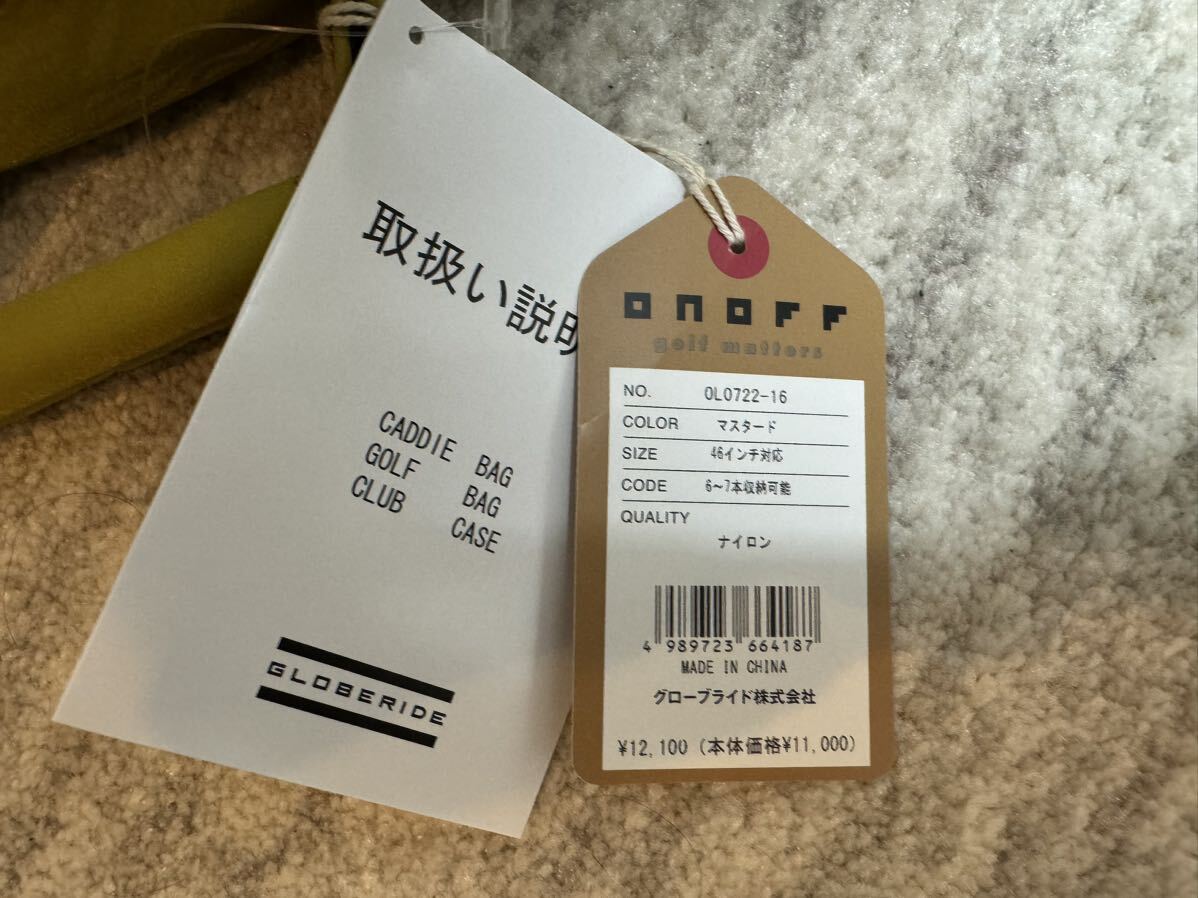 取扱い説明
CADDIE BAG
GOLF BAG
CLUB CASE
GLOBERIDE
onoff
golf matters
NO. OL0722-16
COLOR マスタード
SIZE 46インチ対応
CODE 6〜7本収納可能
QUALITY
ナイロン
4 989723 664187
MADE IN CHINA
グローブライド株式会社
¥12,100 (本体価格¥11,000)